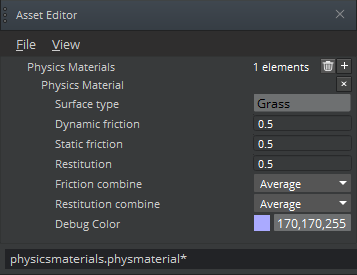 Asset Editor
File View
Physics Materials 1 elements
Physics Material
Surface type Grass
Dynamic friction 0.5
Static friction 0.5
Restitution 0.5
Friction combine Average
Restitution combine Average
Debug Color 170,170,255
physicsmaterials.physmaterial*